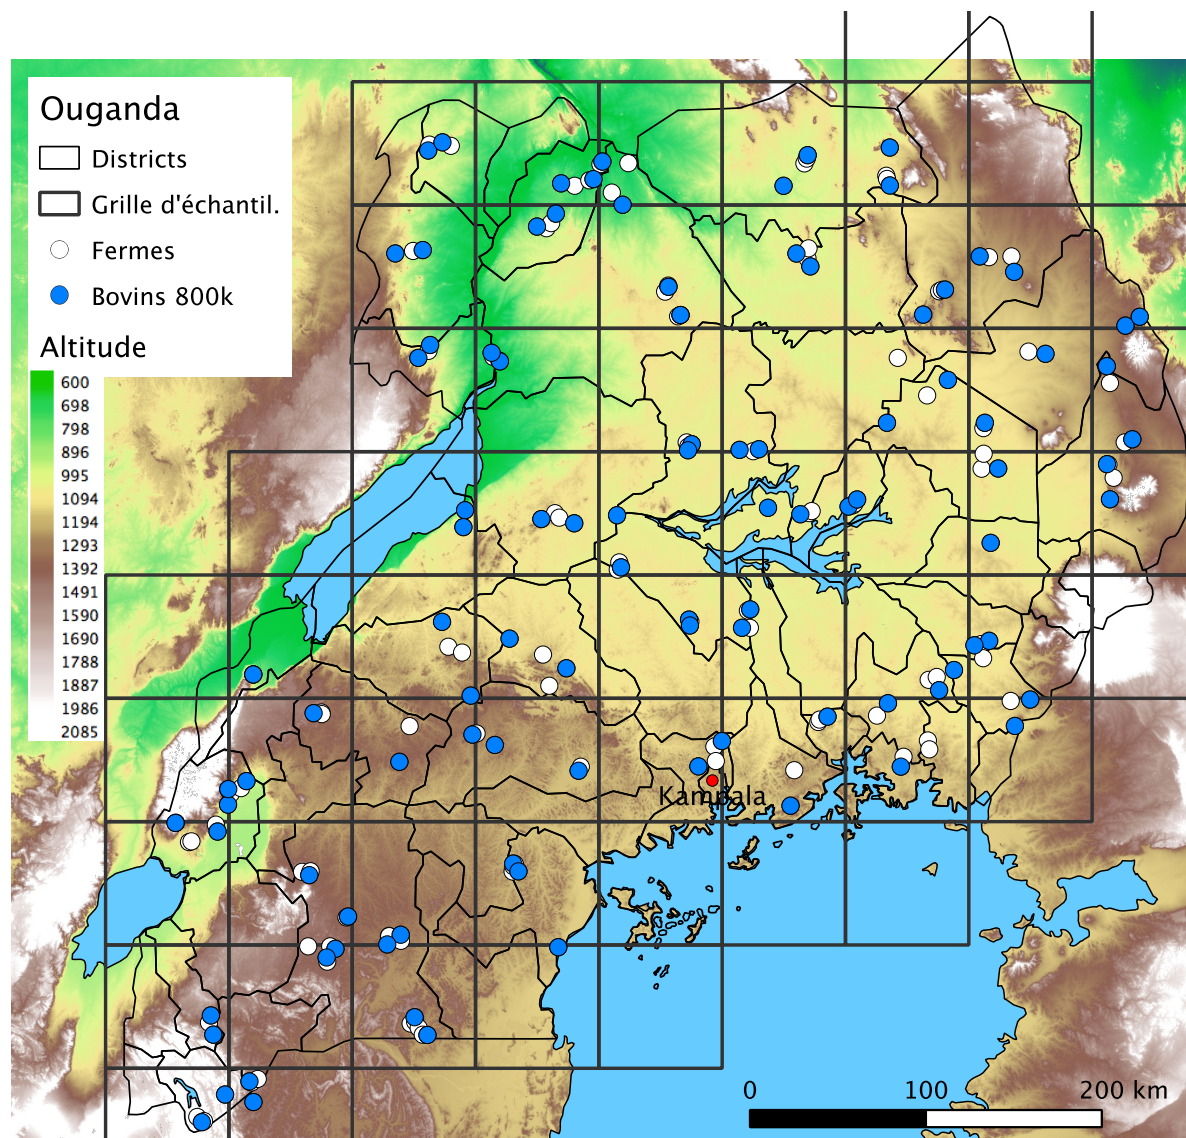 Ouganda
Districts
Grille d'échantil.
Fermes
Bovins 800k
Altitude
600
698
798
896
995
1094
1194
1293
1392
1491
1590
1690
1788
1887
1986
2085
Kampala
0 100 200 km